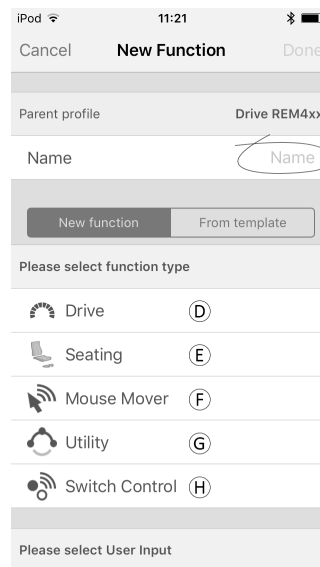 iPod 11:21
Cancel New Function Done
Parent profile Drive REM4xx
Name Name
New function From template
Please select function type
Drive D
Seating E
Mouse Mover F
Utility G
Switch Control H
Please select User Input